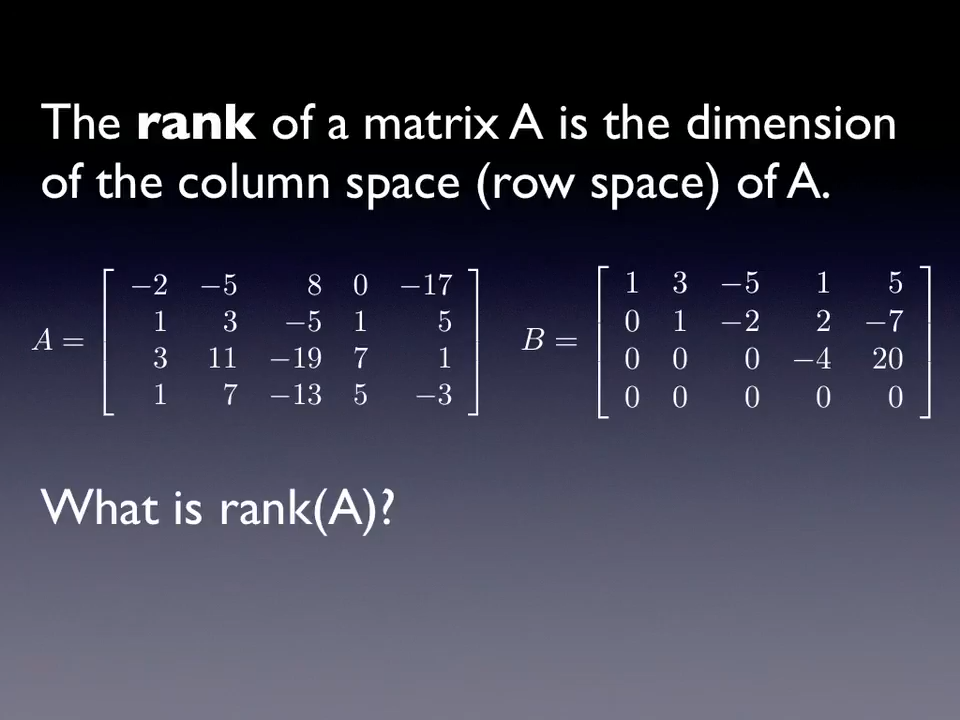 The rank of a matrix A is the dimension
of the column space (row space) of A.
A = [ −2 −5 8 0 −17
1 3 −5 1 5
3 11 −19 7 1
1 7 −13 5 −3 ]
B = [ 1 3 −5 1 5
0 1 −2 2 −7
0 0 0 −4 20
0 0 0 0 0 ]
What is rank(A)?